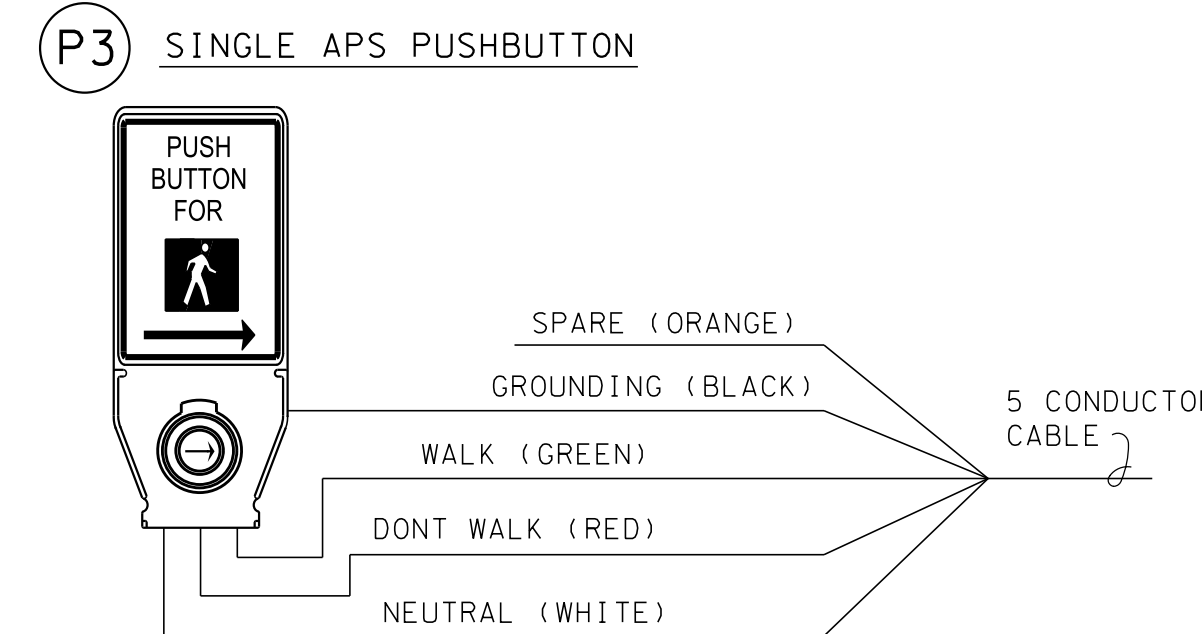 P3 SINGLE APS PUSHBUTTON
PUSH
BUTTON
FOR
SPARE (ORANGE)
GROUNDING (BLACK)
5 CONDUCTOR
CABLE
WALK (GREEN)
DONT WALK (RED)
NEUTRAL (WHITE)